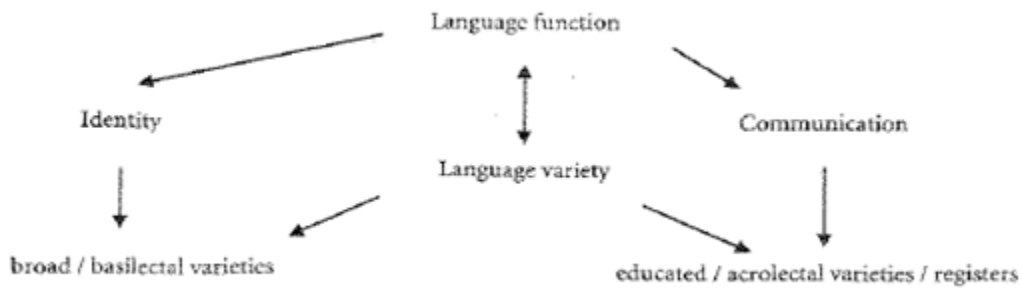 Language function
Identity
Communication
Language variety
broad / basilectal varieties
educated / acrolectal varieties / registers